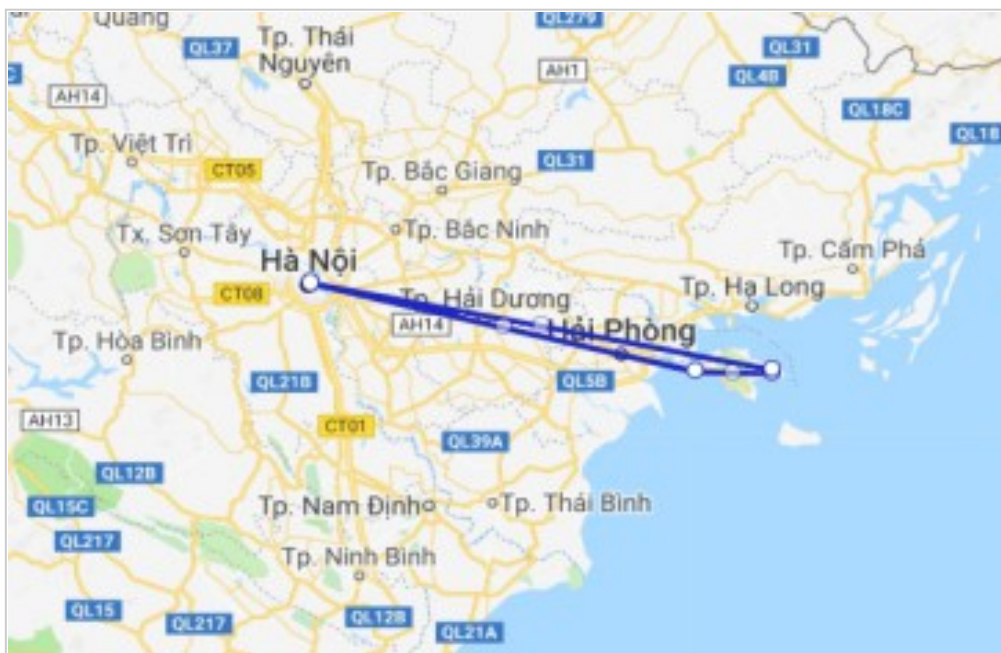 Quang
QL279
QL37
Tp. Thái
Nguyên
QL31
AH1
QL4B
C
AH14
QL18C
QL1B
Tp. Việt Trì
QL31
CT05
Tp. Bắc Giang
Tx. Sơn Tây
Tp. Bắc Ninh
Tp. Cẩm Phả
Hà Nội
CT08
Tp. Hải Dương
Tp. Hạ Long
AH14
Hải Phòng
Tp. Hòa Bình
QL21B
QL5B
AH13
CT01
QL39A
QL12B
QL15C
Tp. Nam Định
Tp. Thái Bình
QL217
Tp. Ninh Bình
QL15
QL217
QL12B
QL21A